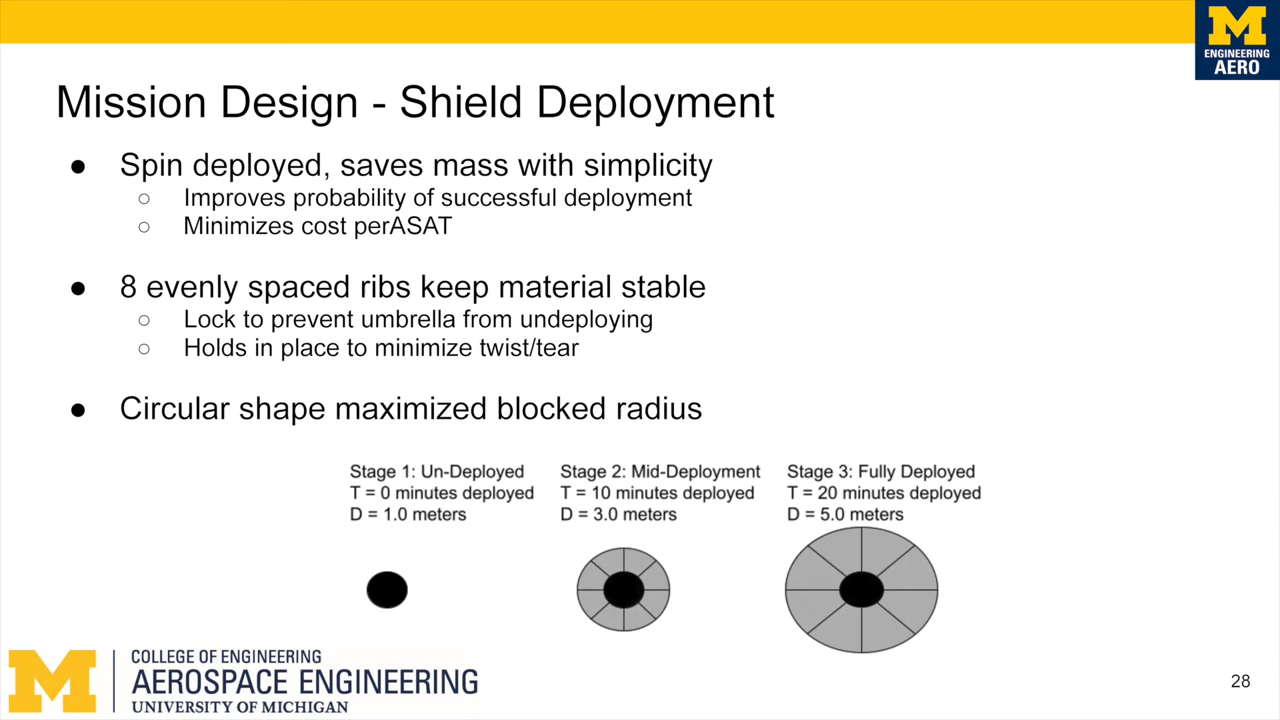 M
ENGINEERING
AERO
Mission Design - Shield Deployment
● Spin deployed, saves mass with simplicity
○ Improves probability of successful deployment
○ Minimizes cost perASAT
● 8 evenly spaced ribs keep material stable
○ Lock to prevent umbrella from undeploying
○ Holds in place to minimize twist/tear
● Circular shape maximized blocked radius
Stage 1: Un-Deployed
T = 0 minutes deployed
D = 1.0 meters
Stage 2: Mid-Deployment
T = 10 minutes deployed
D = 3.0 meters
Stage 3: Fully Deployed
T = 20 minutes deployed
D = 5.0 meters
M
COLLEGE OF ENGINEERING
AEROSPACE ENGINEERING
UNIVERSITY OF MICHIGAN
28